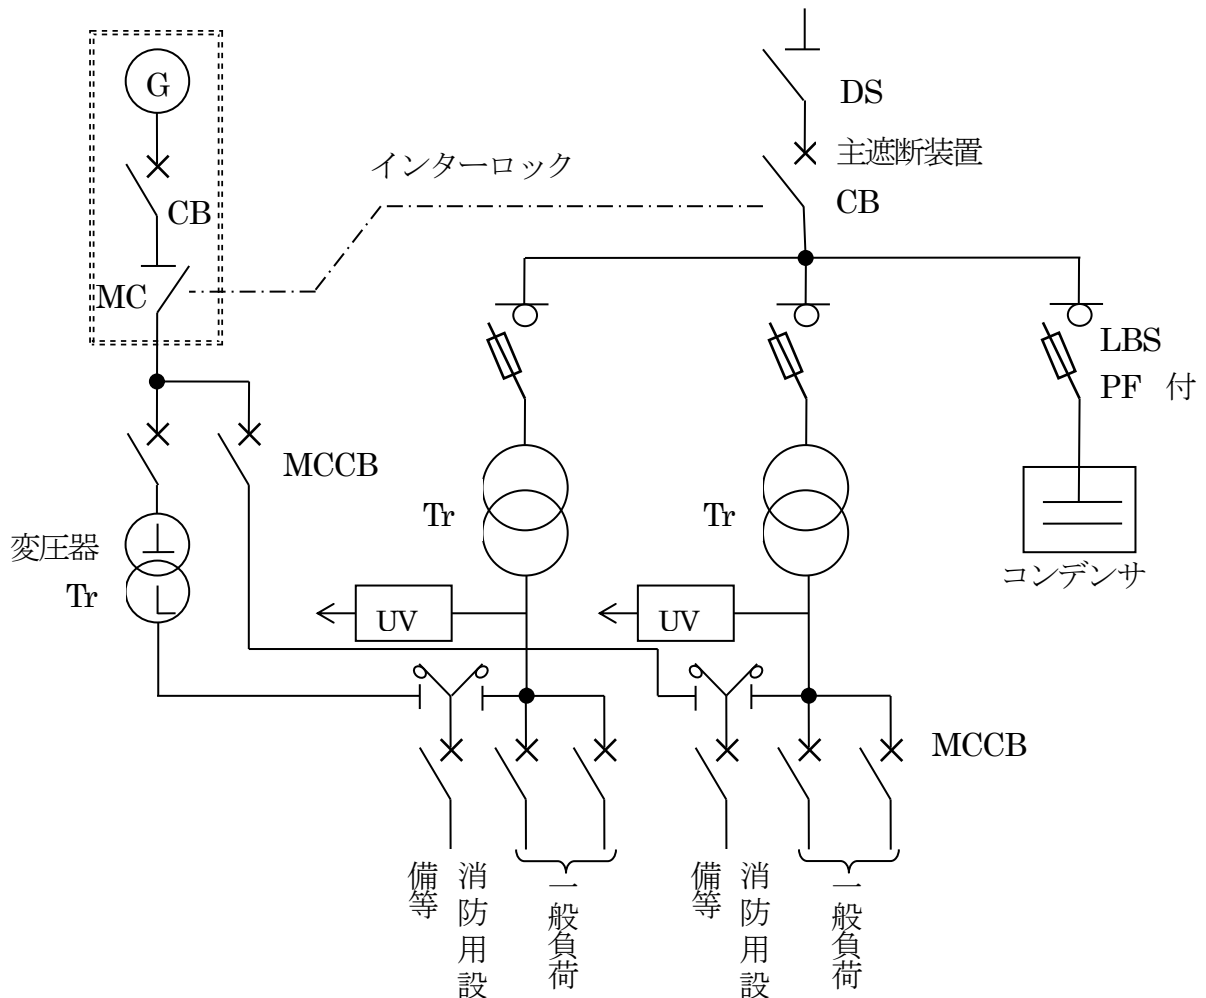 G
CB
MC
インターロック
DS
主遮断装置
CB
LBS
PF 付
コンデンサ
MCCB
変圧器
Tr
Tr
Tr
UV
UV
MCCB
消防用設
備等
一般負荷
消防用設
備等
一般負荷